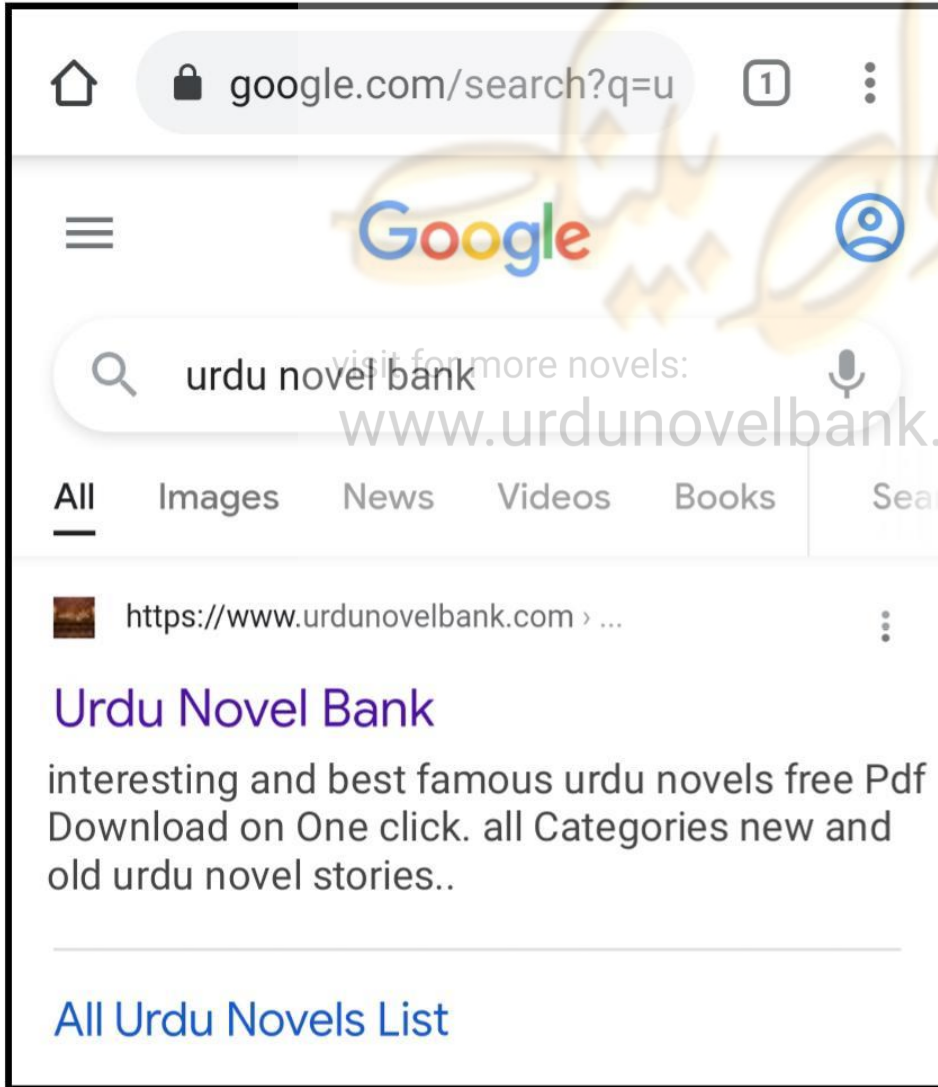 google.com/search?q=u
1
Google
urdu novel bank
visit for more novels:
www.urdunovelbank.
All Images News Videos Books Sea
https://www.urdunovelbank.com › ...
Urdu Novel Bank
interesting and best famous urdu novels free Pdf
Download on One click. all Categories new and
old urdu novel stories..
All Urdu Novels List